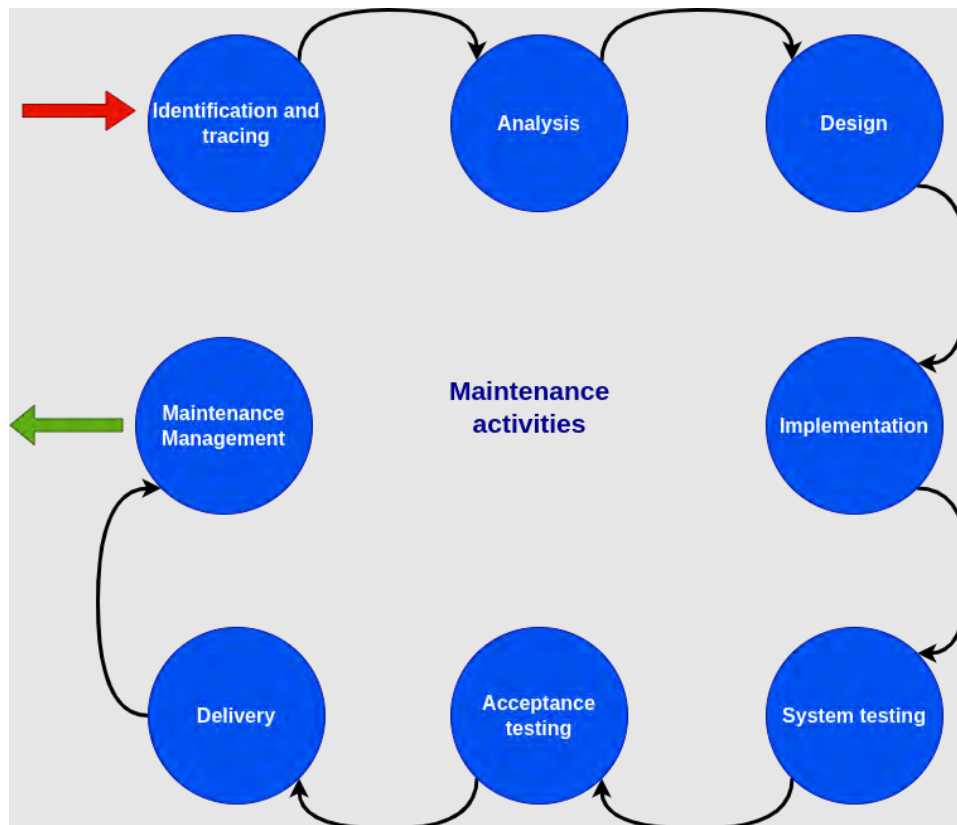 Identification and
tracing
Analysis
Design
Maintenance
Management
Maintenance
activities
Implementation
Delivery
Acceptance
testing
System testing